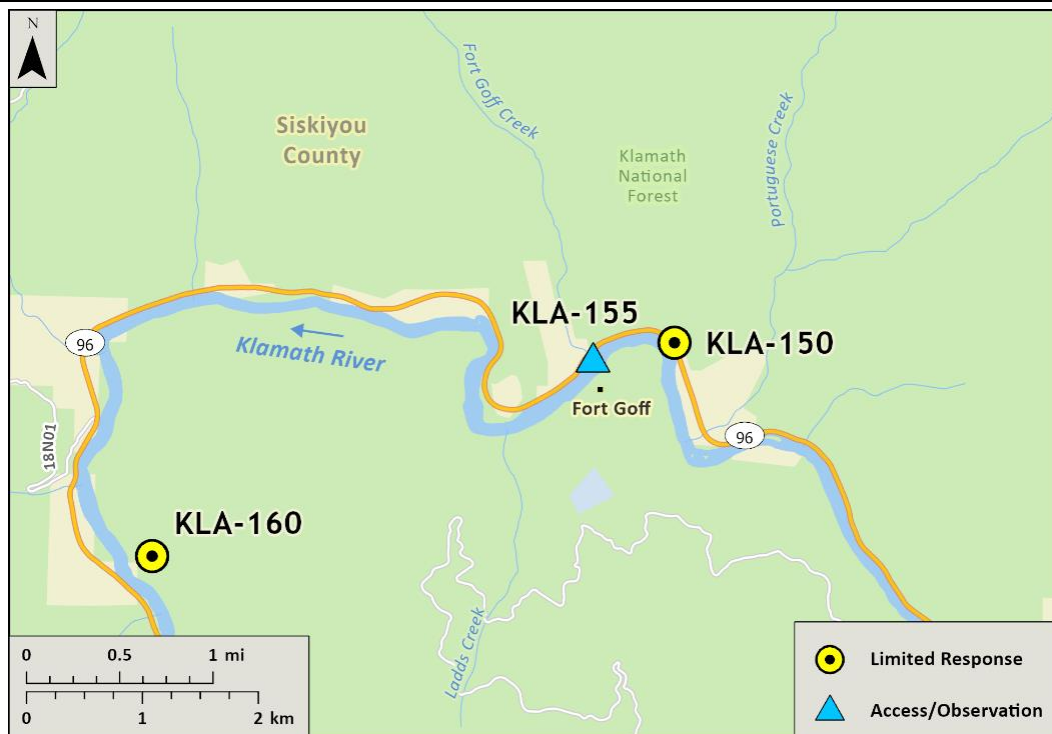 N
Fort Goff Creek
Siskiyou
County
Klamath
National
Forest
Portuguese Creek
KLA-155
96
Klamath River
KLA-150
Fort Goff
96
18N01
KLA-160
Ladds Creek
0 0.5 1 mi
0 1 2 km
Limited Response
Access/Observation